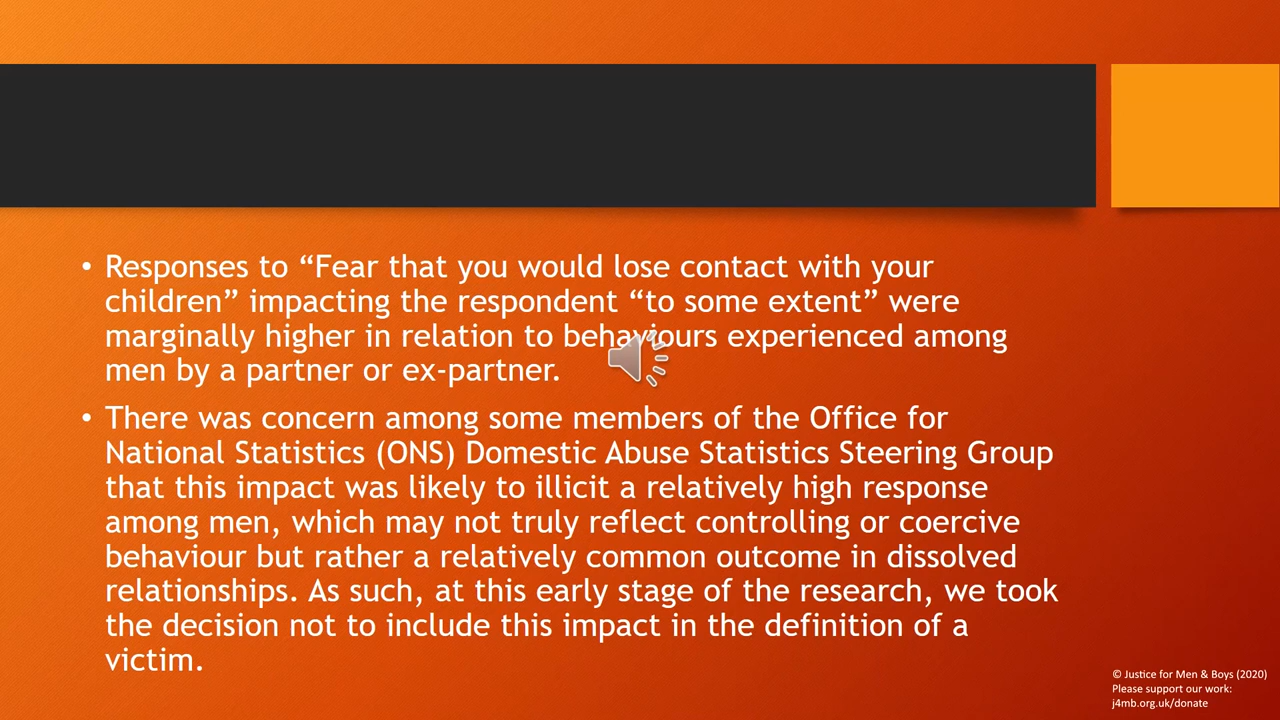 • Responses to “Fear that you would lose contact with your
children” impacting the respondent “to some extent” were
marginally higher in relation to behaviours experienced among
men by a partner or ex-partner.
• There was concern among some members of the Office for
National Statistics (ONS) Domestic Abuse Statistics Steering Group
that this impact was likely to illicit a relatively high response
among men, which may not truly reflect controlling or coercive
behaviour but rather a relatively common outcome in dissolved
relationships. As such, at this early stage of the research, we took
the decision not to include this impact in the definition of a
victim.
© Justice for Men & Boys (2020)
Please support our work:
j4mb.org.uk/donate